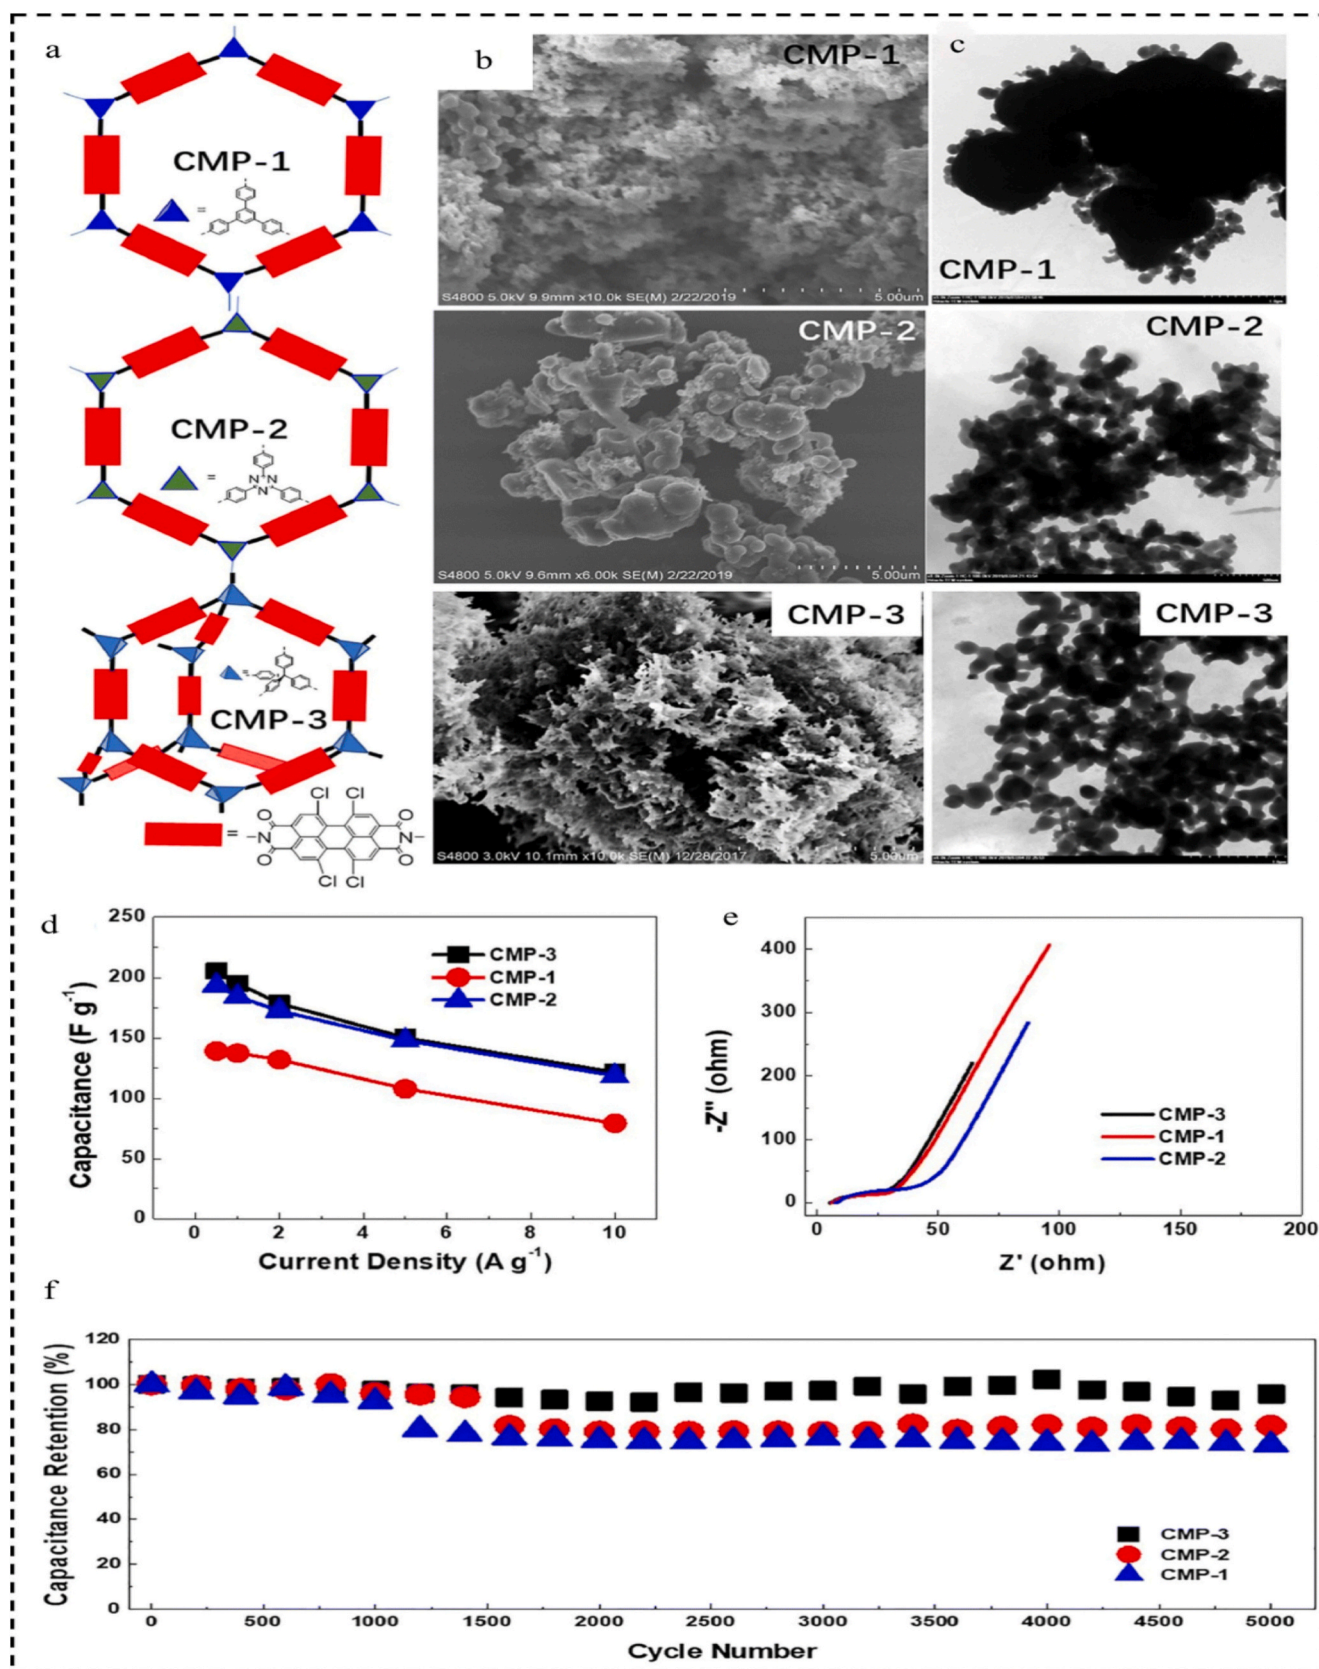 a
CMP-1
=
CMP-2
=
N
N
N
CMP-3
=
=
Cl
Cl
O
O
N
N
O
O
Cl
Cl
b
CMP-1
S4800 5.0kV 9.9mm x10.0k SE(M) 2/22/2019
5.00um
CMP-2
S4800 5.0kV 9.6mm x6.00k SE(M) 2/22/2019
5.00um
CMP-3
S4800 3.0kV 10.1mm x10.0k SE(M) 12/28/2017
5.00um
c
CMP-1
CMP-2
CMP-3
d
250
200
150
100
50
0
Capacitance (F g-1)
CMP-3
CMP-1
CMP-2
0 2 4 6 8 10
Current Density (A g-1)
e
400
300
200
100
0
-Z" (ohm)
CMP-3
CMP-1
CMP-2
0 50 100 150 200
Z' (ohm)
f
120
100
80
60
40
20
0
Capacitance Retention (%)
CMP-3
CMP-2
CMP-1
0 500 1000 1500 2000 2500 3000 3500 4000 4500 5000
Cycle Number